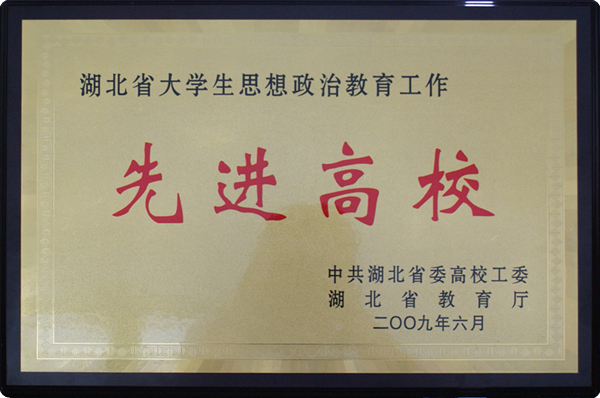 湖北省大学生思想政治教育工作
先进高校
中共湖北省委高校工委
湖北省教育厅
二〇〇九年六月